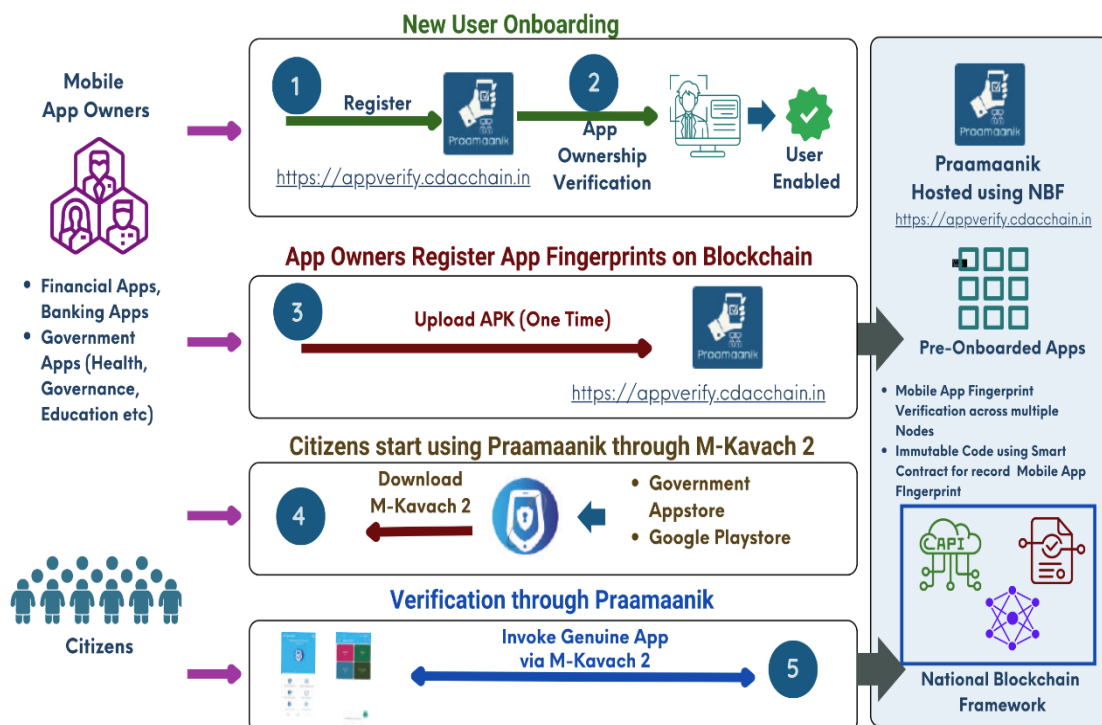 New User Onboarding
Mobile
App Owners
1
Register
Praamaanik
https://appverify.cdacchain.in
2
App
Ownership
Verification
User
Enabled
Financial Apps,
Banking Apps
Government
Apps (Health,
Governance,
Education etc)
App Owners Register App Fingerprints on Blockchain
3
Upload APK (One Time)
Praamaanik
https://appverify.cdacchain.in
Citizens start using Praamaanik through M-Kavach 2
4
Download
M-Kavach 2
Government
Appstore
Google Playstore
Citizens
Verification through Praamaanik
Invoke Genuine App
via M-Kavach 2
5
Praamaanik
Praamaanik
Hosted using NBF
https://appverify.cdacchain.in
Pre-Onboarded Apps
Mobile App Fingerprint
Verification across multiple
Nodes
Immutable Code using Smart
Contract for record Mobile App
FIngerprint
API
National Blockchain
Framework